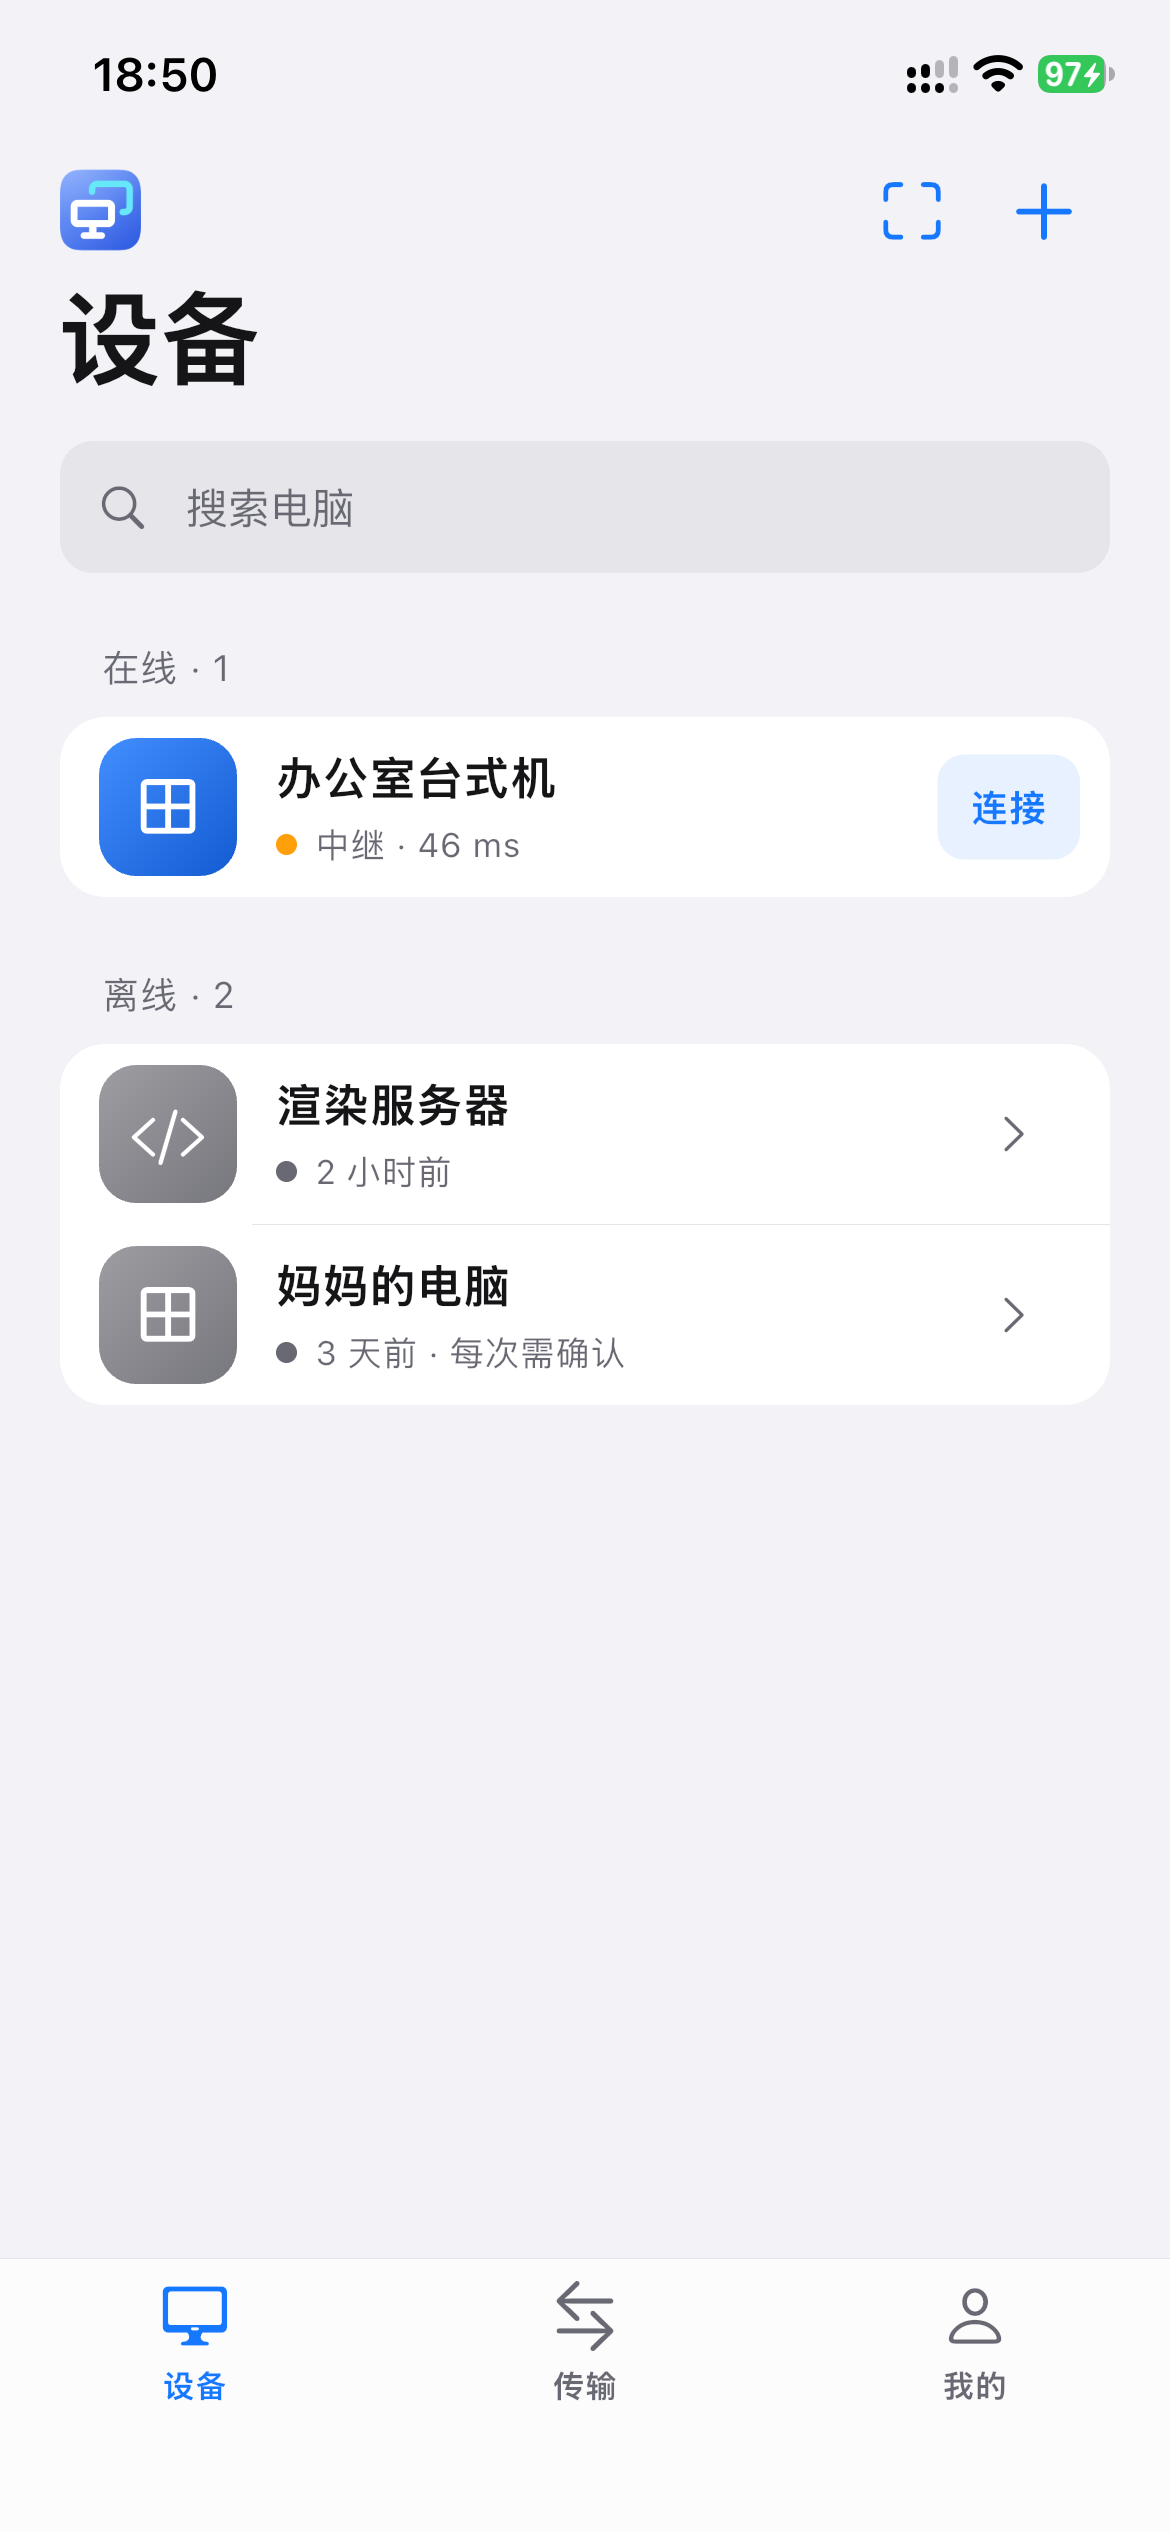 18:50
97
设备
搜索电脑
在线 · 1
办公室台式机
中继 · 46 ms
连接
离线 · 2
渲染服务器
2 小时前
妈妈的电脑
3 天前 · 每次需确认
设备
传输
我的